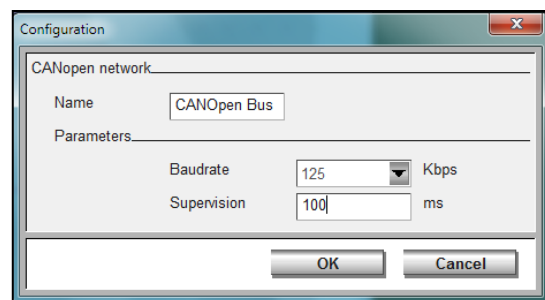 Configuration
CANopen network
Name CANOpen Bus
Parameters
Baudrate 125 Kbps
Supervision 100 ms
OK Cancel